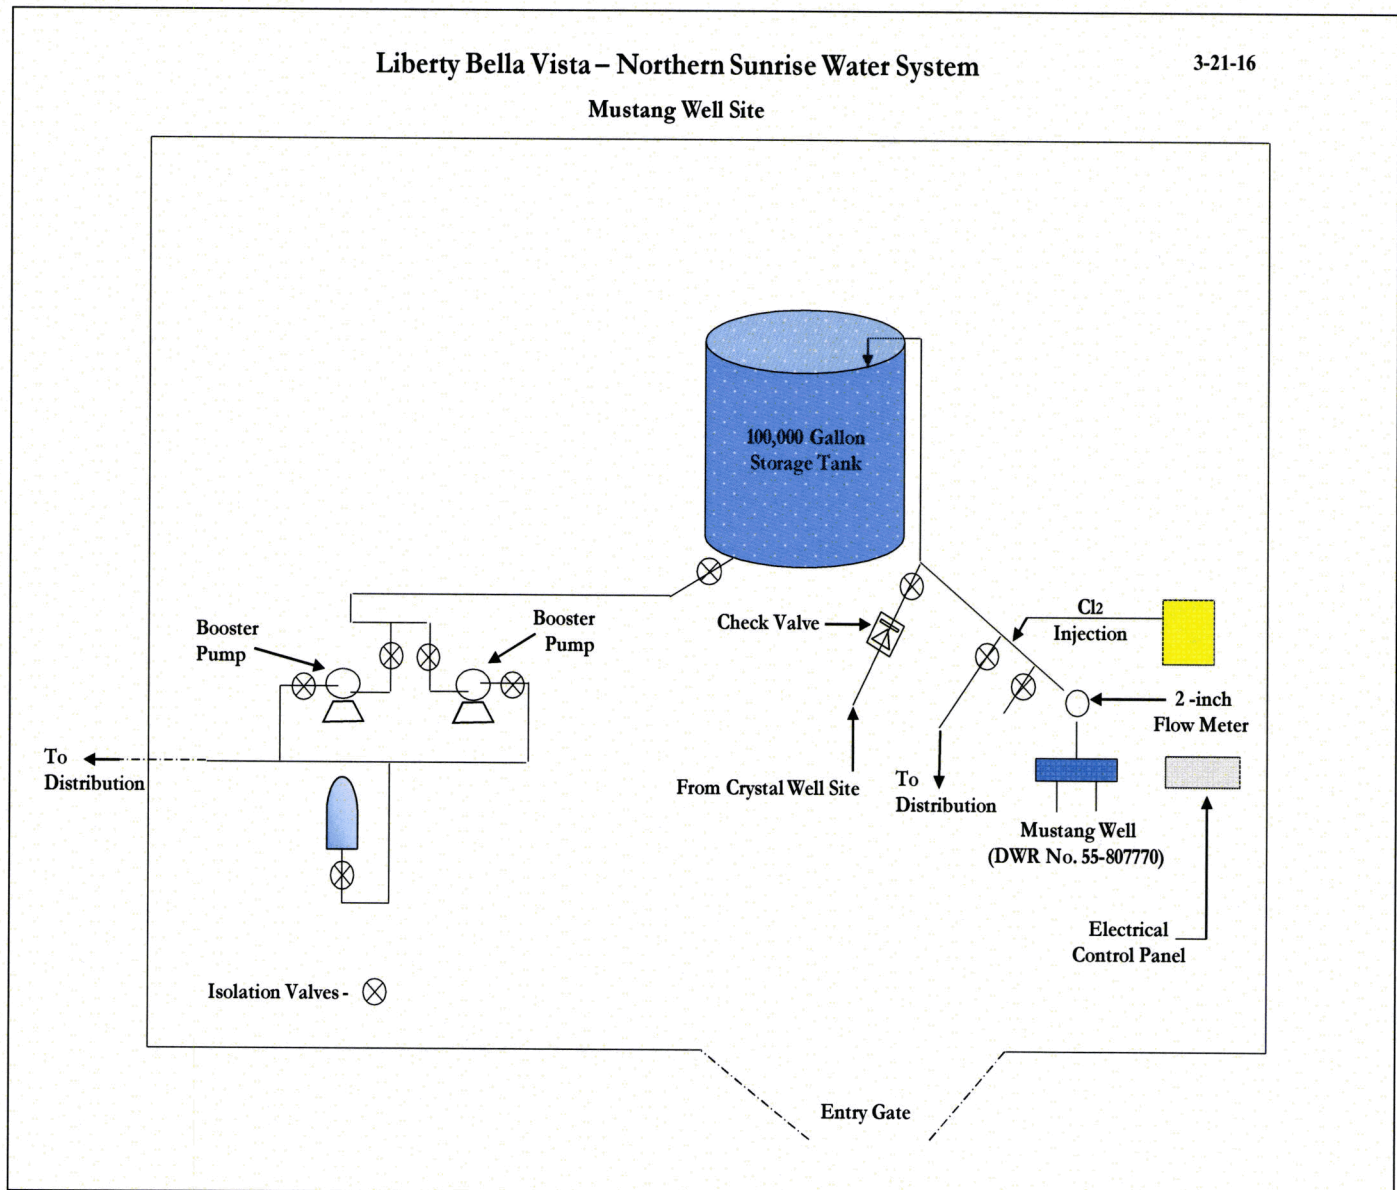 Liberty Bella Vista – Northern Sunrise Water System
3-21-16
Mustang Well Site
100,000 Gallon
Storage Tank
Booster
Pump
Booster
Pump
Check Valve
Cl2
Injection
2 -inch
Flow Meter
To
Distribution
From Crystal Well Site
To
Distribution
Mustang Well
(DWR No. 55-807770)
Electrical
Control Panel
Isolation Valves -
Entry Gate